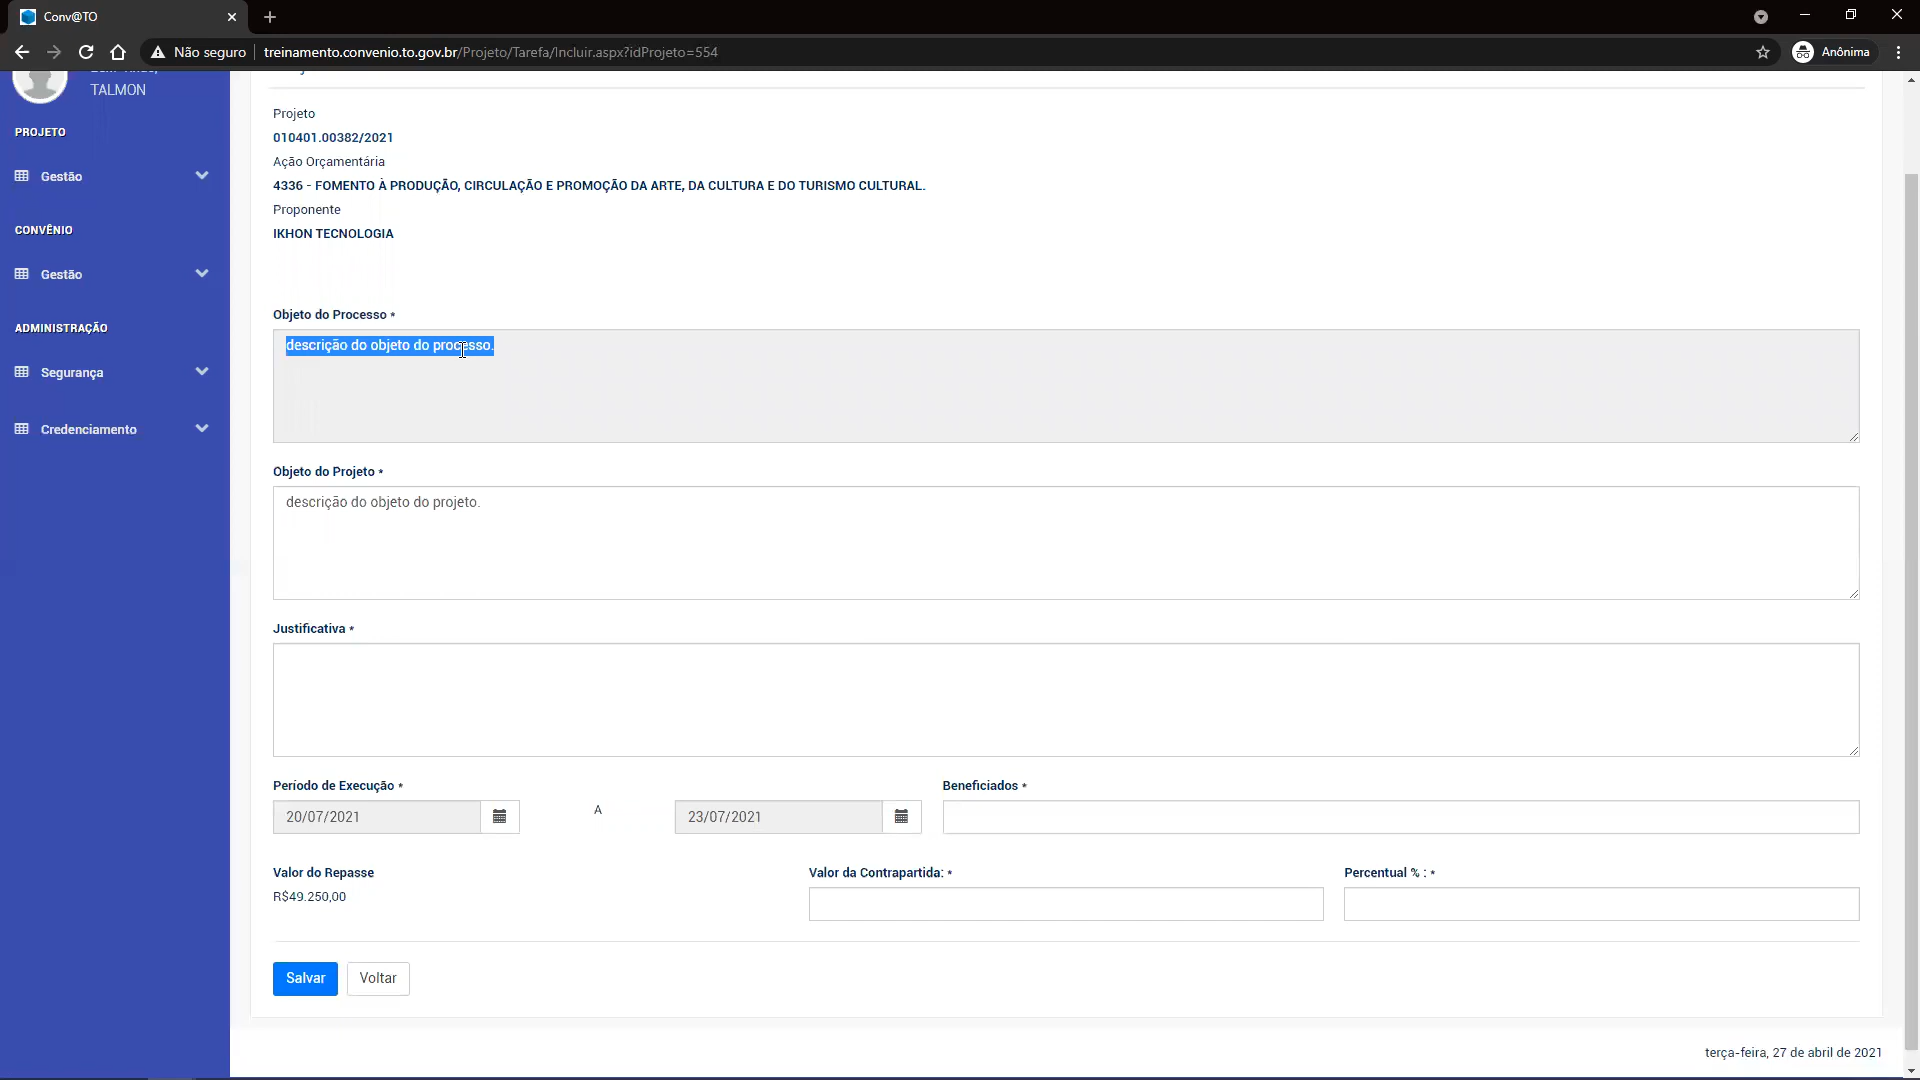 Conv@TO
Não seguro
treinamento.convenio.to.gov.br/Projeto/Tarefa/Incluir.aspx?idProjeto=554
Anônima
TALMON
PROJETO
Gestão
CONVÊNIO
Gestão
ADMINISTRAÇÃO
Segurança
Credenciamento
Projeto
010401.00382/2021
Ação Orçamentária
4336 - FOMENTO À PRODUÇÃO, CIRCULAÇÃO E PROMOÇÃO DA ARTE, DA CULTURA E DO TURISMO CULTURAL.
Proponente
IKHON TECNOLOGIA
Objeto do Processo *
descrição do objeto do processo.
Objeto do Projeto *
descrição do objeto do projeto.
Justificativa *
Período de Execução *
20/07/2021
A
23/07/2021
Beneficiados *
Valor do Repasse
R$49.250,00
Valor da Contrapartida: *
Percentual % : *
Salvar
Voltar
terça-feira, 27 de abril de 2021